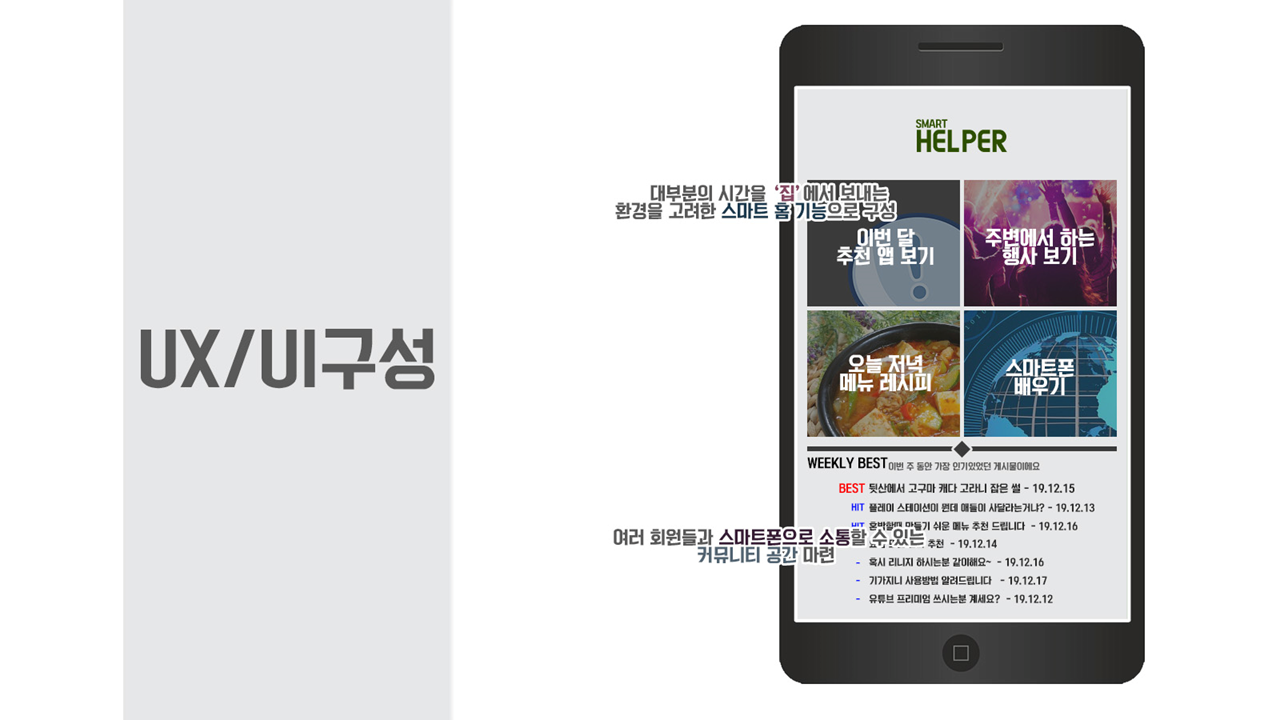 UX/UI구성
대부분의 시간을 '집'에서 보내는
환경을 고려한 스마트 홈 기능으로 구성
SMART
HELPER
이번 달
추천 앱 보기
주변에서 하는
행사 보기
오늘 저녁
메뉴 레시피
스마트폰
배우기
WEEKLY BEST 이번 주 동안 가장 인기있었던 게시물이에요
BEST 뒷산에서 고구마 캐다 고라니 잡은 썰 - 19.12.15
HIT 플레이 스테이션이 뭔데 애들이 사달라는거냐? - 19.12.13
HIT 혼밥할때 만들기 쉬운 메뉴 추천 드립니다 - 19.12.16
여러 회원들과 스마트폰으로 소통할 수 있는
커뮤니티 공간 마련
추천 - 19.12.14
- 혹시 리니지 하시는분 같이해요~ - 19.12.16
- 기가지니 사용방법 알려드립니다 - 19.12.17
- 유튜브 프리미엄 쓰시는분 계세요? - 19.12.12